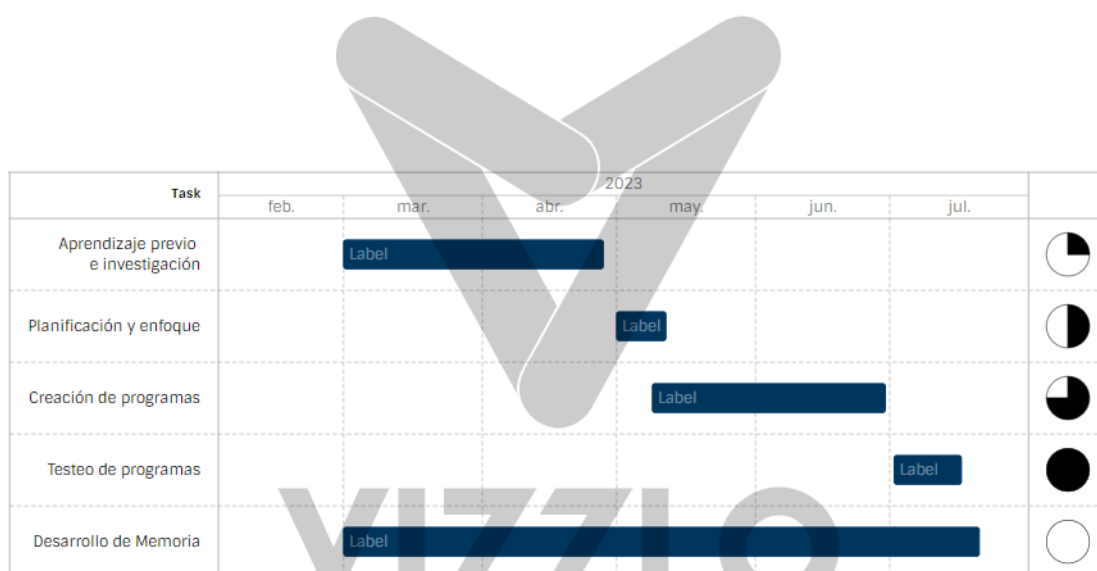 Task
2023
feb. mar. abr. may. jun. jul.
Aprendizaje previo
e investigación
Label
Planificación y enfoque
Label
Creación de programas
Label
Testeo de programas
Label
Desarrollo de Memoria
Label
VIZZLO